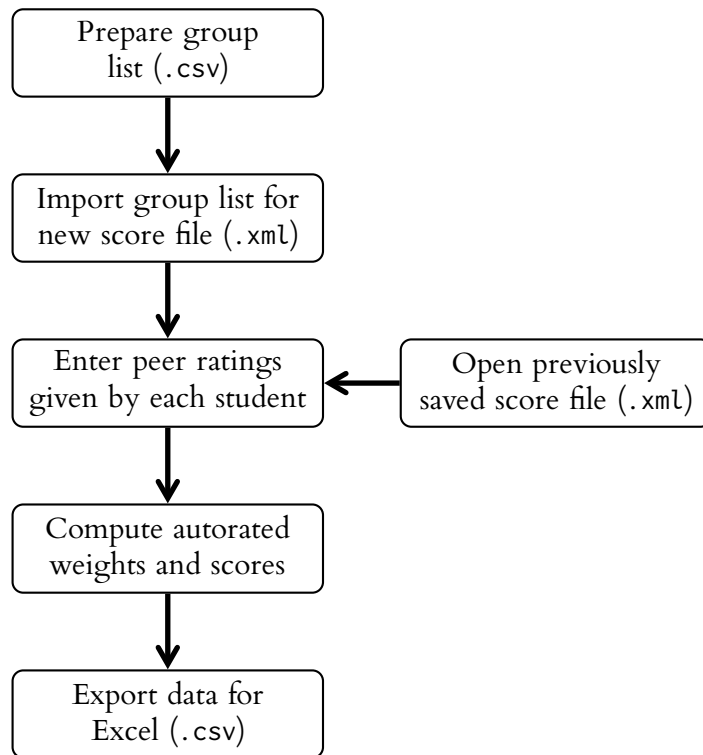 Prepare group
list (.csv)
Import group list for
new score file (.xml)
Enter peer ratings
given by each student
Open previously
saved score file (.xml)
Compute autorated
weights and scores
Export data for
Excel (.csv)